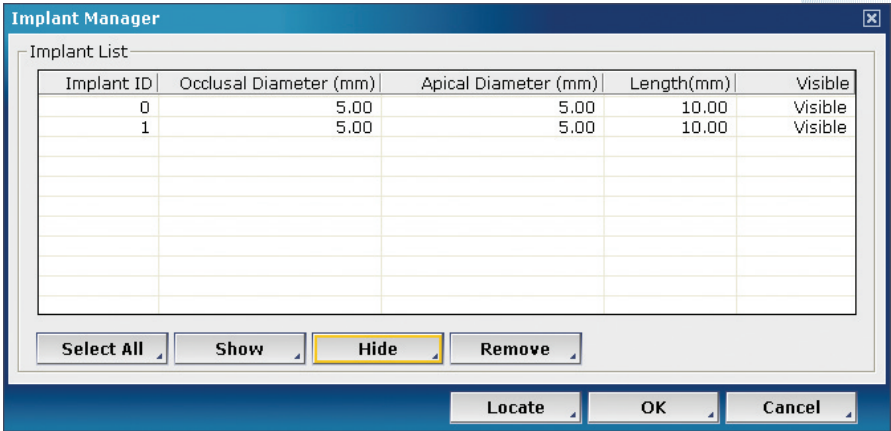 Implant Manager
Implant List
Implant ID Occlusal Diameter (mm) Apical Diameter (mm) Length(mm) Visible
0 5.00 5.00 10.00 Visible
1 5.00 5.00 10.00 Visible
Select All Show Hide Remove
Locate OK Cancel